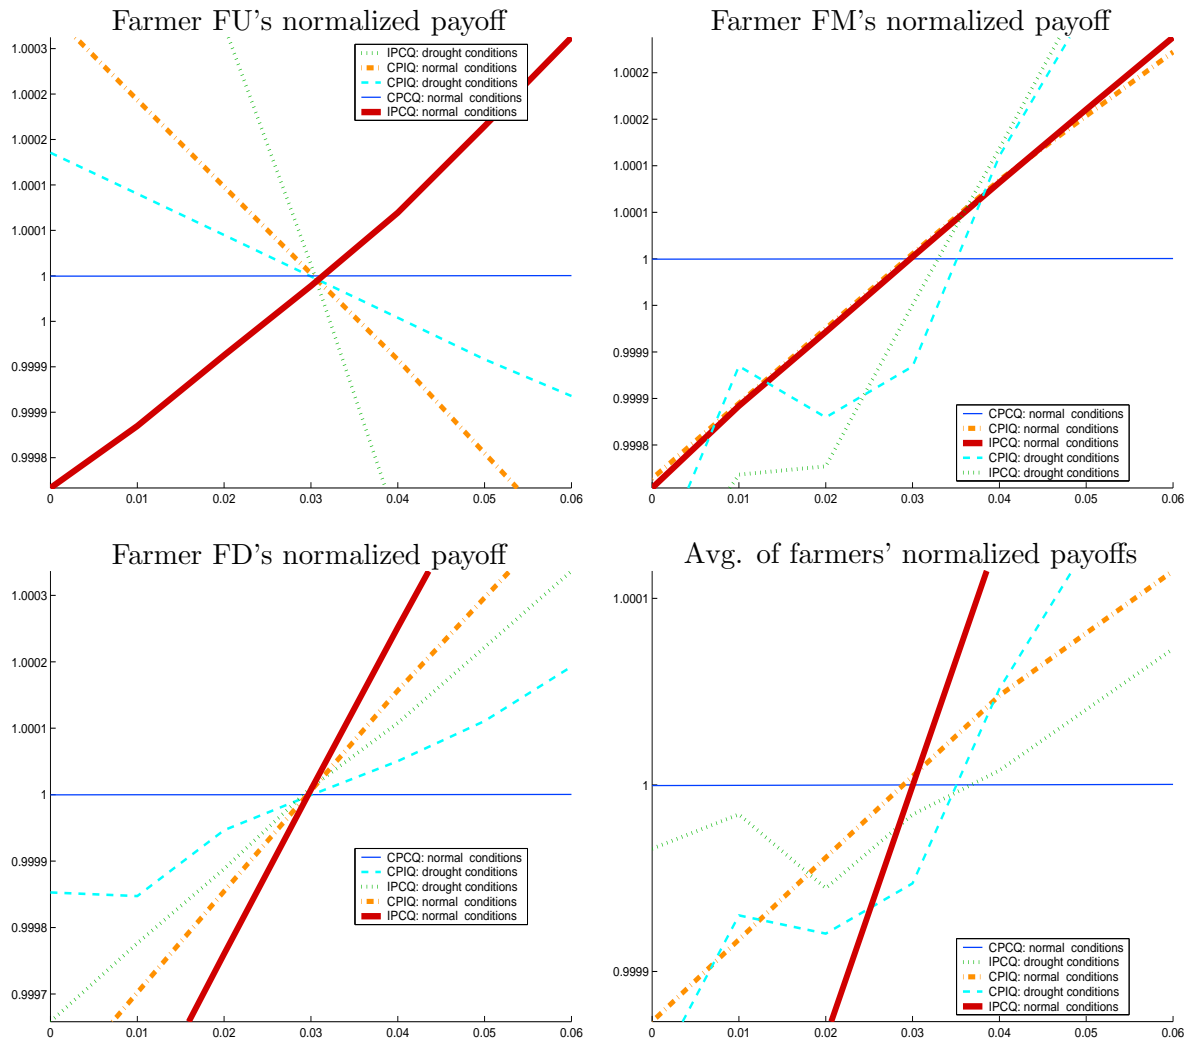 Farmer FU's normalized payoff
1.0003
1.0002
1.0002
1.0001
1.0001
1
1
0.9999
0.9999
0.9998
0
0.01
0.02
0.03
0.04
0.05
0.06
IPCQ: drought conditions
CPIQ: normal conditions
CPIQ: drought conditions
CPCQ: normal conditions
IPCQ: normal conditions
Farmer FM's normalized payoff
1.0002
1.0002
1.0001
1.0001
1
1
0.9999
0.9999
0.9998
0
0.01
0.02
0.03
0.04
0.05
0.06
CPCQ: normal conditions
CPIQ: normal conditions
IPCQ: normal conditions
CPIQ: drought conditions
IPCQ: drought conditions
Farmer FD's normalized payoff
1.0003
1.0002
1.0001
1
0.9999
0.9998
0.9997
0
0.01
0.02
0.03
0.04
0.05
0.06
CPCQ: normal conditions
CPIQ: drought conditions
IPCQ: drought conditions
CPIQ: normal conditions
IPCQ: normal conditions
Avg. of farmers' normalized payoffs
1.0001
1
0.9999
0
0.01
0.02
0.03
0.04
0.05
0.06
CPCQ: normal conditions
IPCQ: drought conditions
CPIQ: normal conditions
CPIQ: drought conditions
IPCQ: normal conditions